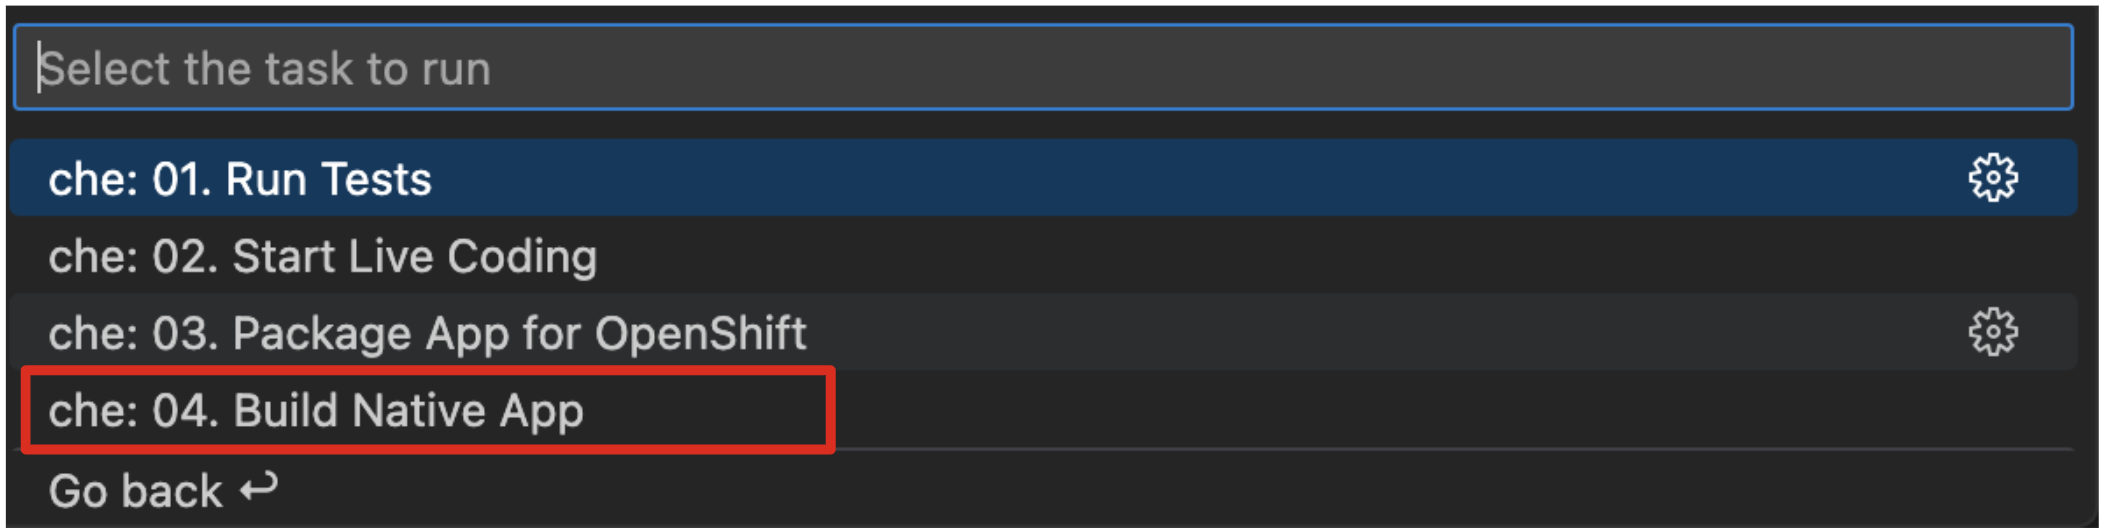 Select the task to run
che: 01. Run Tests
che: 02. Start Live Coding
che: 03. Package App for OpenShift
che: 04. Build Native App
Go back ↩